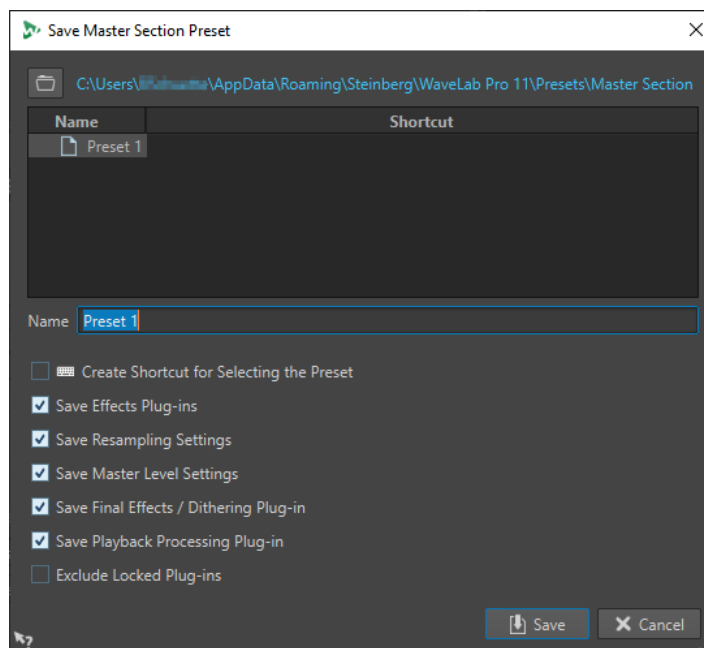 Save Master Section Preset
C:\Users\ \AppData\Roaming\Steinberg\WaveLab Pro 11\Presets\Master Section
Name Shortcut
Preset 1
Name Preset 1
Create Shortcut for Selecting the Preset
Save Effects Plug-ins
Save Resampling Settings
Save Master Level Settings
Save Final Effects / Dithering Plug-in
Save Playback Processing Plug-in
Exclude Locked Plug-ins
? Save Cancel